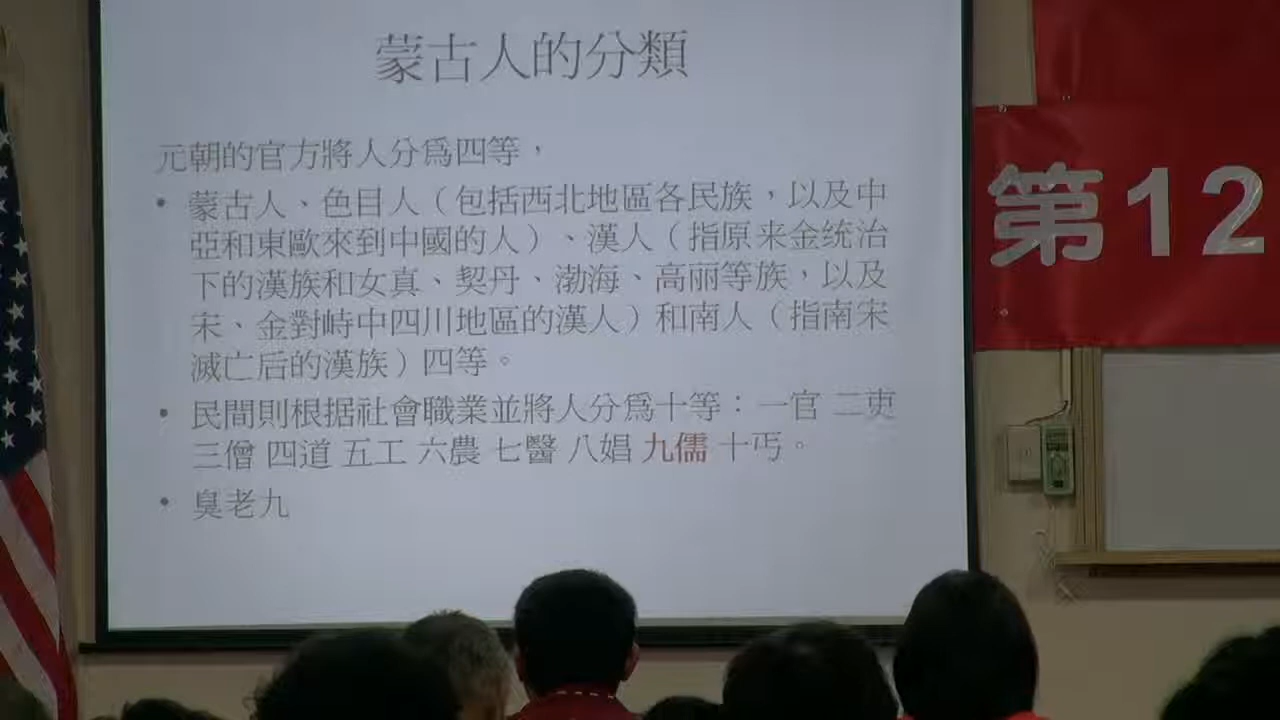 蒙古人的分類
元朝的官方將人分爲四等，
• 蒙古人、色目人（包括西北地區各民族，以及中
亞和東歐來到中國的人）、漢人（指原来金统治
下的漢族和女真、契丹、渤海、高丽等族，以及
宋、金對峙中四川地區的漢人）和南人（指南宋
滅亡后的漢族）四等。
• 民間則根据社會職業並將人分爲十等：一官 二吏
三僧 四道 五工 六農 七醫 八娼 九儒 十丐。
• 臭老九
第12